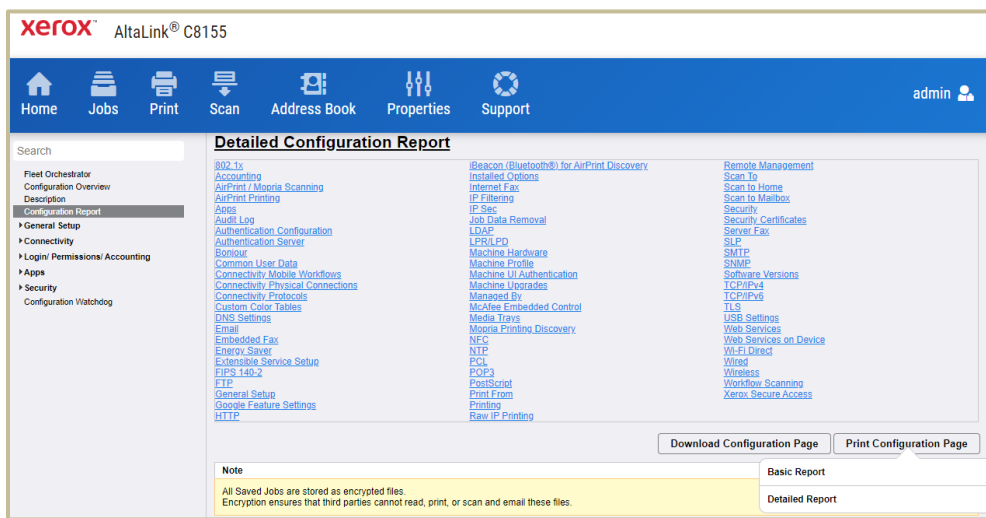 xerox™ AltaLink® C8155
Home Jobs Print Scan Address Book Properties Support admin
Search
Fleet Orchestrator
Configuration Overview
Description
Configuration Report
General Setup
Connectivity
Login/ Permissions/ Accounting
Apps
Security
Configuration Watchdog
Detailed Configuration Report
802.1x
Accounting
AirPrint / Mopria Scanning
AirPrint Printing
Apps
Audit Log
Authentication Configuration
Authentication Server
Bonjour
Common User Data
Connectivity Mobile Workflows
Connectivity Physical Connections
Connectivity Protocols
Custom Color Tables
DNS Settings
Email
Embedded Fax
Energy Saver
Extensible Service Setup
FIPS 140-2
FTP
General Setup
Google Feature Settings
HTTP
iBeacon (Bluetooth®) for AirPrint Discovery
Installed Options
Internet Fax
IP Filtering
IP Sec
Job Data Removal
LDAP
LPR/LPD
Machine Hardware
Machine Profile
Machine UI Authentication
Machine Upgrades
Managed By
McAfee Embedded Control
Media Trays
Mopria Printing Discovery
NFC
NTP
PCL
POP3
PostScript
Print From
Printing
Raw IP Printing
Remote Management
Scan To
Scan to Home
Scan to Mailbox
Security
Security Certificates
Server Fax
SLP
SMTP
SNMP
Software Versions
TCP/IPv4
TCP/IPv6
TLS
USB Settings
Web Services
Web Services on Device
Wi-Fi Direct
Wired
Wireless
Workflow Scanning
Xerox Secure Access
Download Configuration Page Print Configuration Page
Basic Report
Detailed Report
Note
All Saved Jobs are stored as encrypted files.
Encryption ensures that third parties cannot read, print, or scan and email these files.